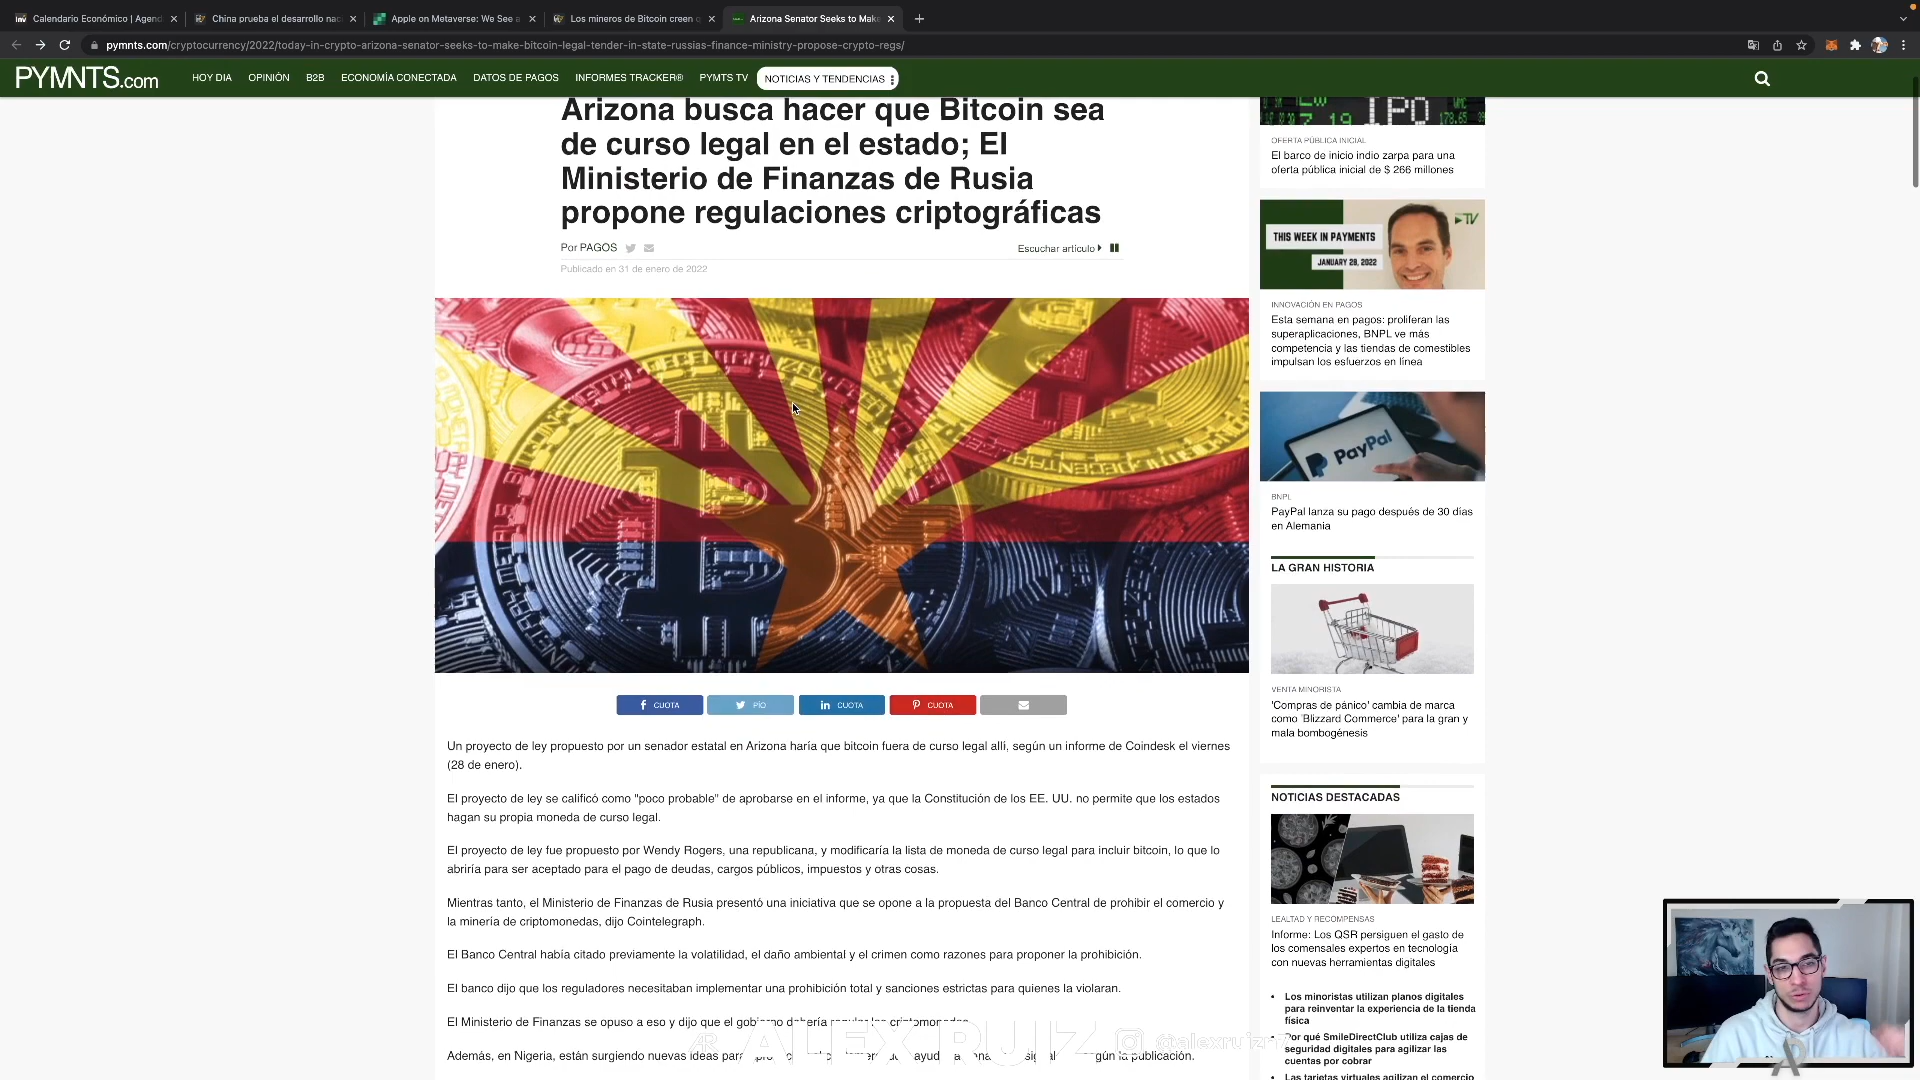 Calendario Económico | Agend
China prueba el desarrollo nac
Apple on Metaverse: We See a
Los mineros de Bitcoin creen q
Arizona Senator Seeks to Make
pymnts.com/cryptocurrency/2022/today-in-crypto-arizona-senator-seeks-to-make-bitcoin-legal-tender-in-state-russias-finance-ministry-propose-crypto-regs/
PYMNTS.com
HOY DIA
OPINIÓN
B2B
ECONOMÍA CONECTADA
DATOS DE PAGOS
INFORMES TRACKER®
PYMTS TV
NOTICIAS Y TENDENCIAS
Arizona busca hacer que Bitcoin sea
de curso legal en el estado; El
Ministerio de Finanzas de Rusia
propone regulaciones criptográficas
Por PAGOS
Escuchar artículo
Publicado en 31 de enero de 2022
CUOTA
PÍO
CUOTA
CUOTA
Un proyecto de ley propuesto por un senador estatal en Arizona haría que bitcoin fuera de curso legal allí, según un informe de Coindesk el viernes
(28 de enero).
El proyecto de ley se calificó como "poco probable" de aprobarse en el informe, ya que la Constitución de los EE. UU. no permite que los estados
hagan su propia moneda de curso legal.
El proyecto de ley fue propuesto por Wendy Rogers, una republicana, y modificaría la lista de moneda de curso legal para incluir bitcoin, lo que lo
abriría para ser aceptado para el pago de deudas, cargos públicos, impuestos y otras cosas.
Mientras tanto, el Ministerio de Finanzas de Rusia presentó una iniciativa que se opone a la propuesta del Banco Central de prohibir el comercio y
la minería de criptomonedas, dijo Cointelegraph.
El Banco Central había citado previamente la volatilidad, el daño ambiental y el crimen como razones para proponer la prohibición.
El banco dijo que los reguladores necesitaban implementar una prohibición total y sanciones estrictas para quienes la violaran.
El Ministerio de Finanzas se opuso a eso y dijo que el gobierno debería regular las criptomonedas.
Además, en Nigeria, están surgiendo nuevas ideas para según la publicación.
ALEX RUIZ
IPO
178.65
OFERTA PÚBLICA INICIAL
El barco de inicio indio zarpa para una
oferta pública inicial de $ 266 millones
TV
THIS WEEK IN PAYMENTS
JANUARY 28, 2022
INNOVACIÓN EN PAGOS
Esta semana en pagos: proliferan las
superaplicaciones, BNPL ve más
competencia y las tiendas de comestibles
impulsan los esfuerzos en línea
PayPal
BNPL
PayPal lanza su pago después de 30 días
en Alemania
LA GRAN HISTORIA
VENTA MINORISTA
'Compras de pánico' cambia de marca
como 'Blizzard Commerce' para la gran y
mala bombogénesis
NOTICIAS DESTACADAS
LEALTAD Y RECOMPENSAS
Informe: Los QSR persiguen el gasto de
los comensales expertos en tecnología
con nuevas herramientas digitales
Los minoristas utilizan planos digitales
para reinventar la experiencia de la tienda
física
Por qué SmileDirectClub utiliza cajas de
seguridad digitales para agilizar las
cuentas por cobrar
Las tarjetas virtuales agilizan el comercio